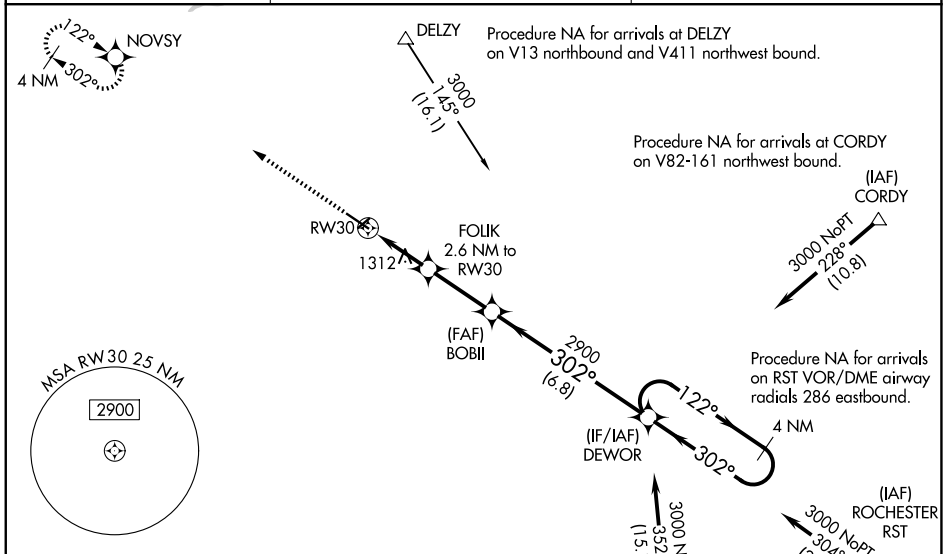 122°
NOVSY
4 NM
302°
DELZY
Procedure NA for arrivals at DELZY
on V13 northbound and V411 northwest bound.
3000
145°
(16.1)
Procedure NA for arrivals at CORDY
on V82-161 northwest bound.
(IAF)
CORDY
3000 NoPT
228°
(10.8)
RW30
1312
FOLIK
2.6 NM to
RW30
(FAF)
BOBII
2900
302°
(6.8)
MSA RW30 25 NM
2900
Procedure NA for arrivals
on RST VOR/DME airway
radials 286 eastbound.
122°
4 NM
302°
(IF/IAF)
DEWOR
(IAF)
ROCHESTER
RST
3000 NoPT
304°
3000 N
352
(15.